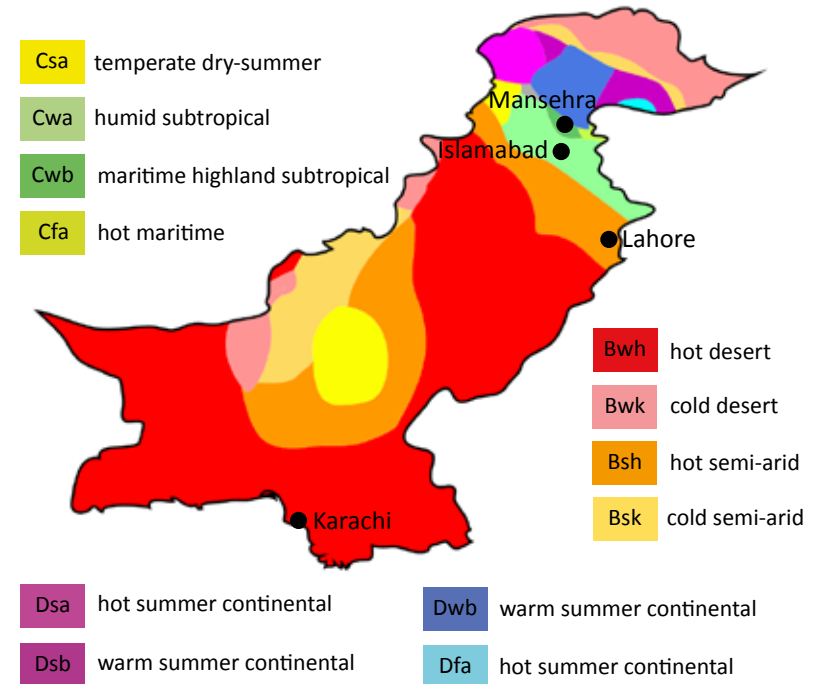 Csa temperate dry-summer
Cwa humid subtropical
Cwb maritime highland subtropical
Cfa hot maritime
Mansehra
Islamabad
Lahore
Bwh hot desert
Bwk cold desert
Bsh hot semi-arid
Bsk cold semi-arid
Karachi
Dsa hot summer continental
Dsb warm summer continental
Dwb warm summer continental
Dfa hot summer continental